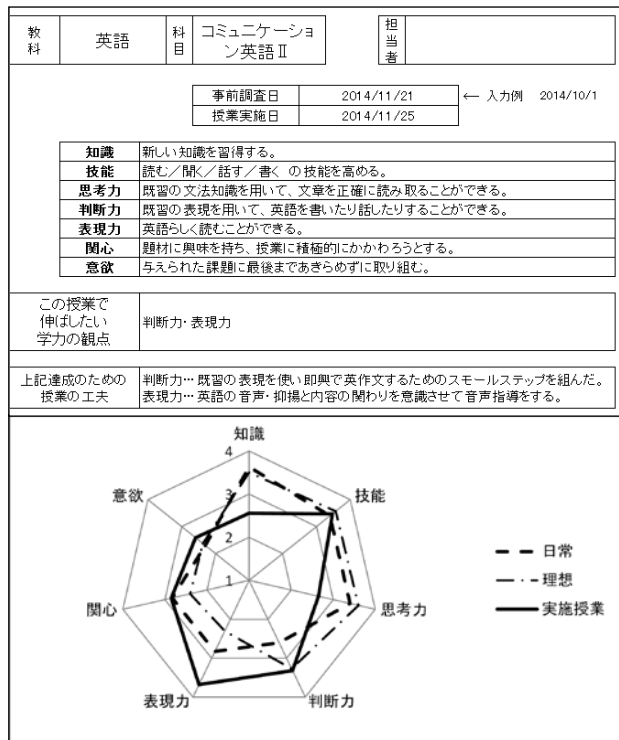 教科 英語 科目 コミュニケーション英語Ⅱ 担当者
事前調査日 2014/11/21 ← 入力例 2014/10/1
授業実施日 2014/11/25
知識 新しい知識を習得する。
技能 読む／聞く／話す／書く の技能を高める。
思考力 既習の文法知識を用いて、文章を正確に読み取ることができる。
判断力 既習の表現を用いて、英語を書いたり話したりすることができる。
表現力 英語らしく読むことができる。
関心 題材に興味を持ち、授業に積極的にかかわろうとする。
意欲 与えられた課題に最後まであきらめずに取り組む。
この授業で
伸ばしたい
学力の観点
判断力・表現力
上記達成のための
授業の工夫
判断力… 既習の表現を使い即興で英作文するためのスモールステップを組んだ。
表現力… 英語の音声・抑揚と内容の関わりを意識させて音声指導をする。
知識
4
意欲
3
技能
2
1
日常
理想
実施授業
関心
思考力
表現力
判断力